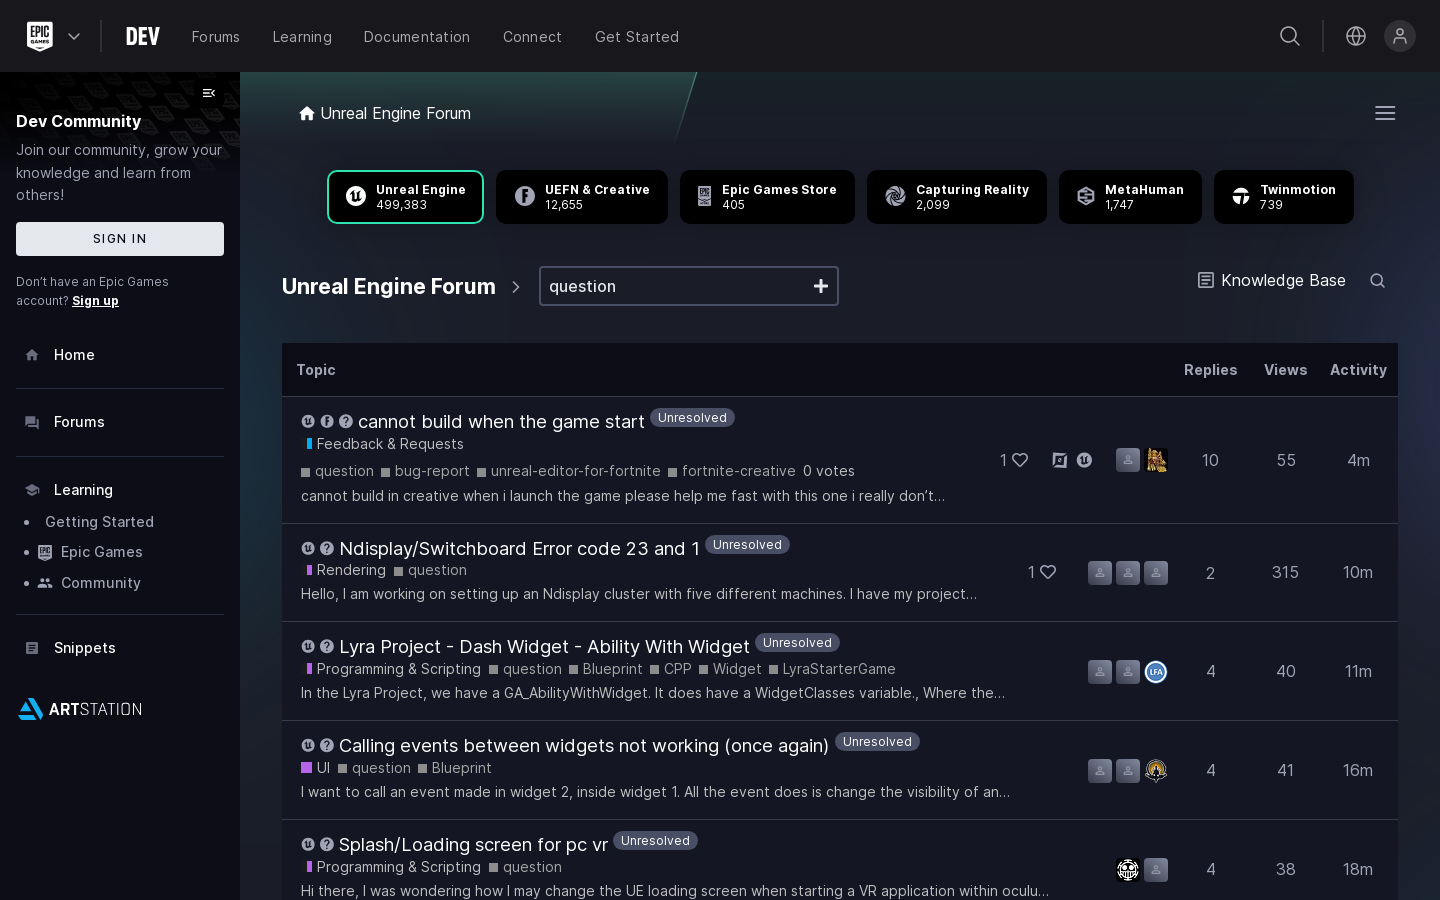 EPIC GAMES
DEV
Forums
Learning
Documentation
Connect
Get Started
Dev Community
Join our community, grow your
knowledge and learn from
others!
SIGN IN
Don't have an Epic Games
account? Sign up
Home
Forums
Learning
Getting Started
Epic Games
Community
Snippets
ARTSTATION
Unreal Engine Forum
Unreal Engine
499,383
UEFN & Creative
12,655
Epic Games Store
405
Capturing Reality
2,099
MetaHuman
1,747
Twinmotion
739
Unreal Engine Forum
question
Knowledge Base
Topic Replies Views Activity
cannot build when the game start Unresolved
Feedback & Requests
question bug-report unreal-editor-for-fortnite fortnite-creative 0 votes
cannot build in creative when i launch the game please help me fast with this one i really don't…
1 10 55 4m
Ndisplay/Switchboard Error code 23 and 1 Unresolved
Rendering question
Hello, I am working on setting up an Ndisplay cluster with five different machines. I have my project…
1 2 315 10m
Lyra Project - Dash Widget - Ability With Widget Unresolved
Programming & Scripting question Blueprint CPP Widget LyraStarterGame
In the Lyra Project, we have a GA_AbilityWithWidget. It does have a WidgetClasses variable., Where the…
LFA 4 40 11m
Calling events between widgets not working (once again) Unresolved
UI question Blueprint
I want to call an event made in widget 2, inside widget 1. All the event does is change the visibility of an…
4 41 16m
Splash/Loading screen for pc vr Unresolved
Programming & Scripting question
Hi there, I was wondering how I may change the UE loading screen when starting a VR application within oculu…
4 38 18m